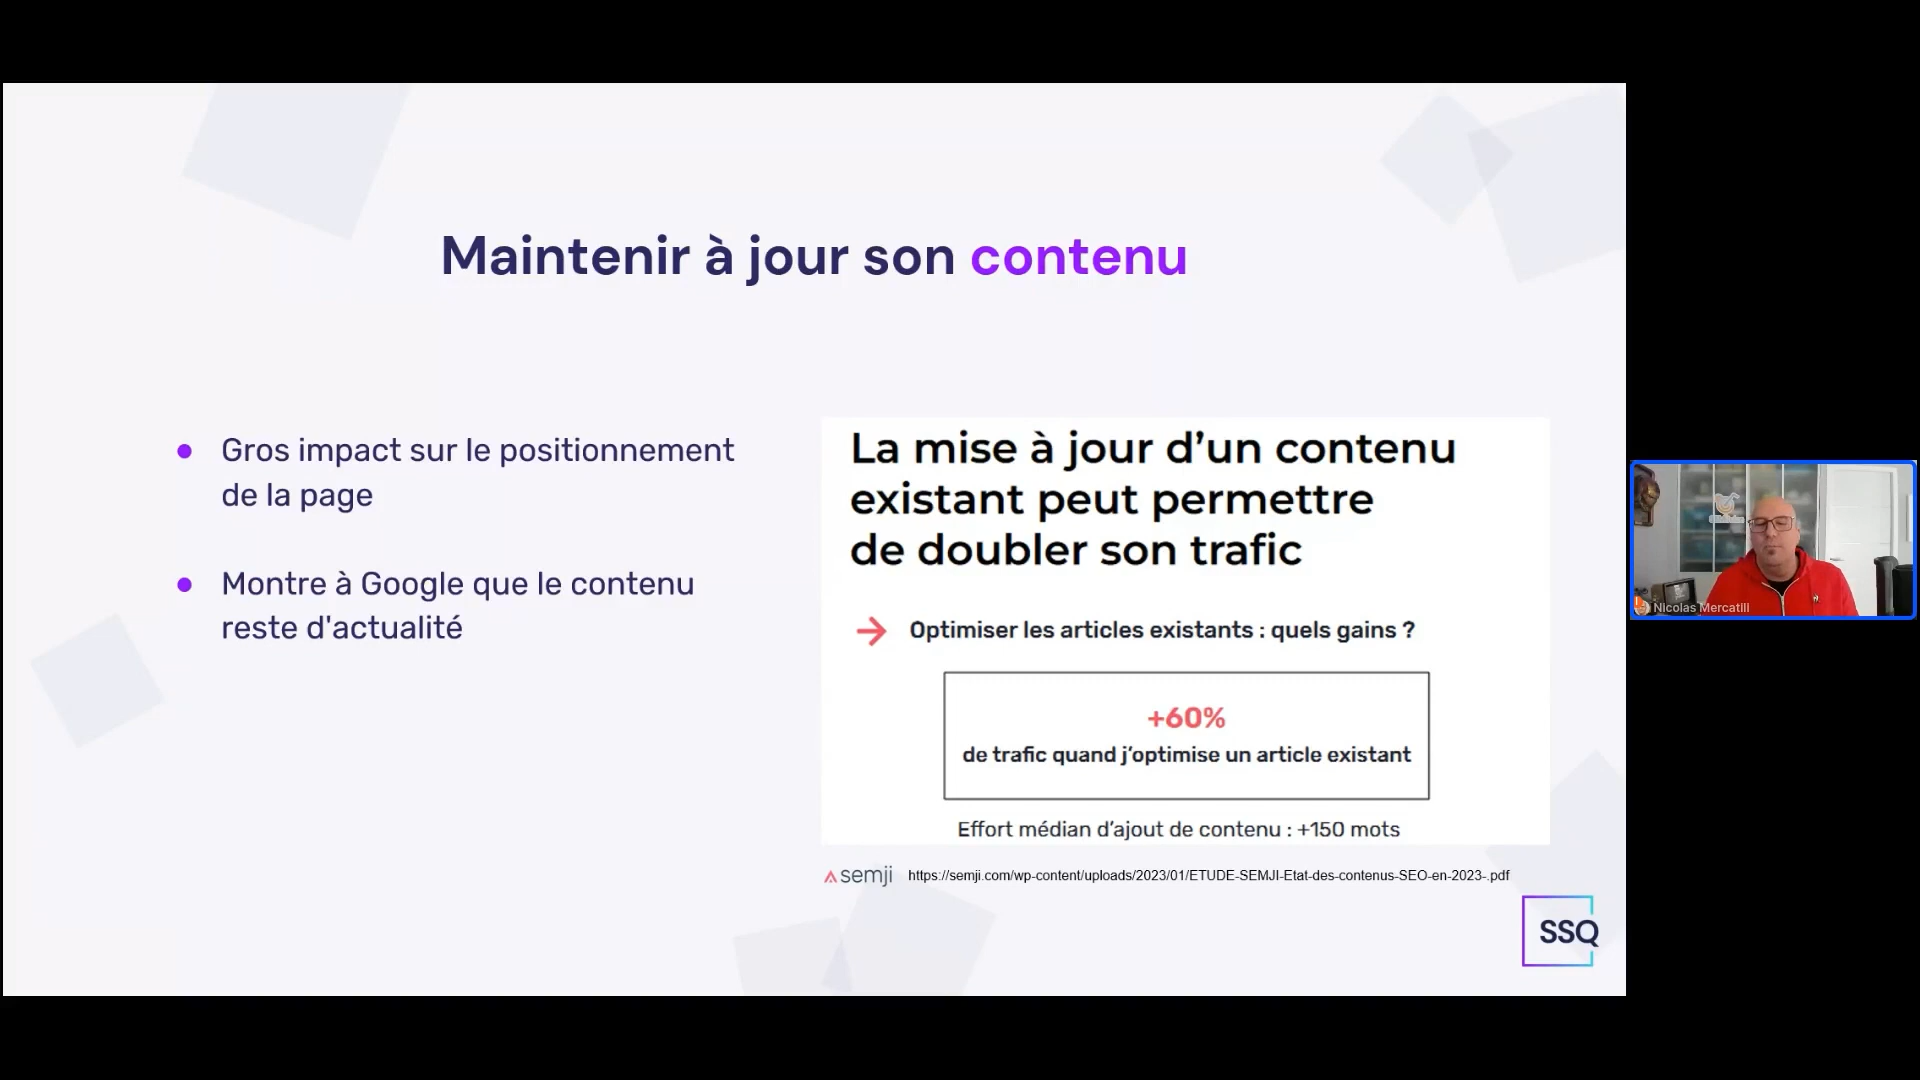 Maintenir à jour son contenu
Gros impact sur le positionnement
de la page
Montre à Google que le contenu
reste d'actualité
La mise à jour d’un contenu
existant peut permettre
de doubler son trafic
Optimiser les articles existants : quels gains ?
+60%
de trafic quand j’optimise un article existant
Effort médian d’ajout de contenu : +150 mots
semji https://semji.com/wp-content/uploads/2023/01/ETUDE-SEMJI-Etat-des-contenus-SEO-en-2023-.pdf
SSQ
Nicolas Mercatili